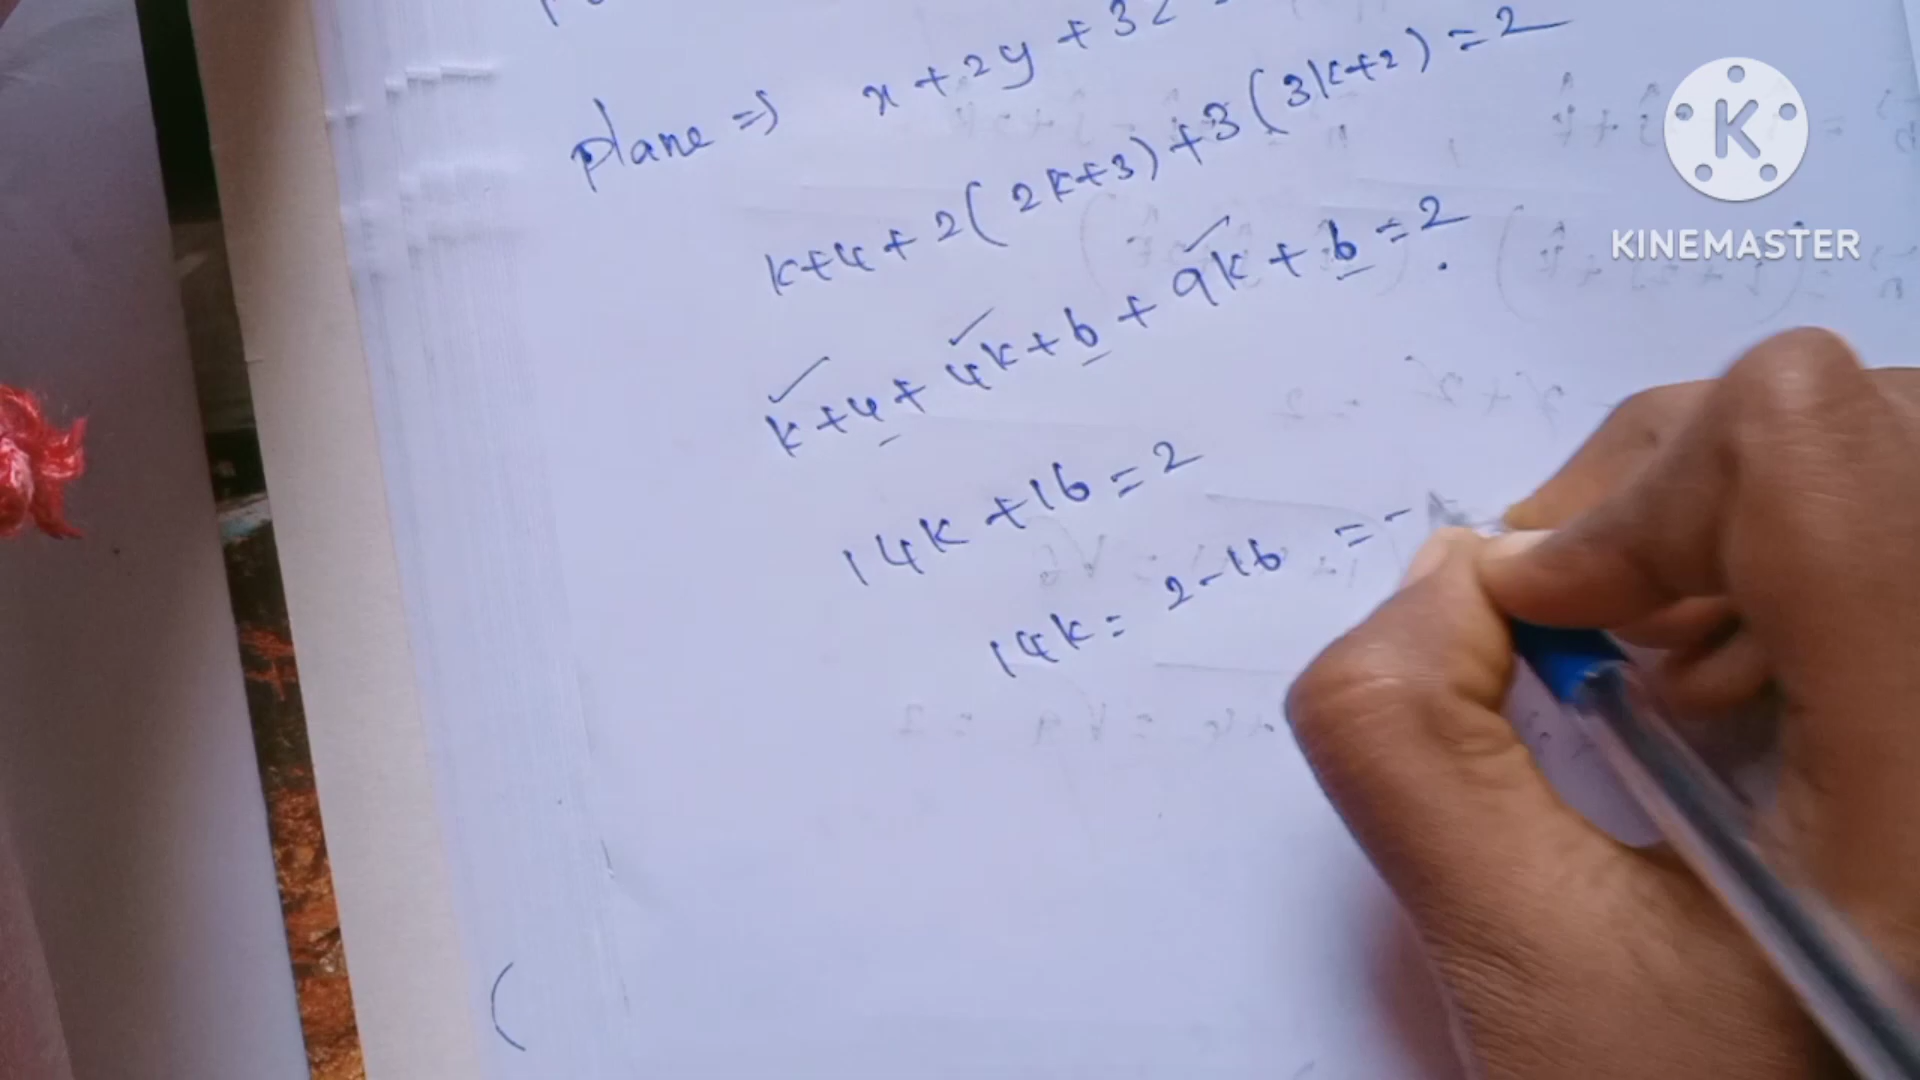 plane => x + 2y + 3z
k+4 + 2(2k+3) + 3(3k+2) = 2
k+4 + 4k+6 + 9k+6 = 2
14k +16 = 2
14k = 2-16 = -
(
K
KINEMASTER